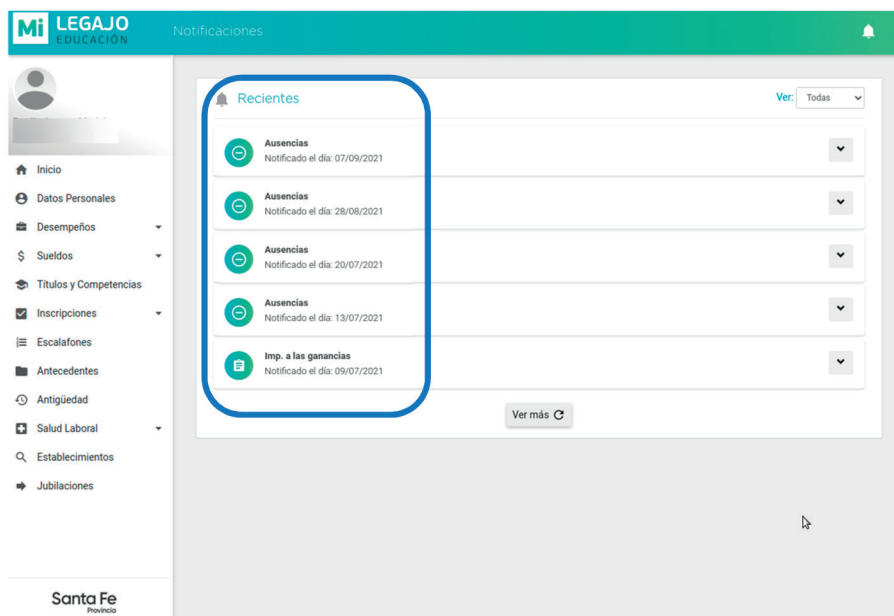 Mi LEGAJO
EDUCACIÓN
Notificaciones
Inicio
Datos Personales
Desempeños
Sueldos
Títulos y Competencias
Inscripciones
Escalafones
Antecedentes
Antigüedad
Salud Laboral
Establecimientos
Jubilaciones
Santa Fe
Provincia
Recientes
Ver: Todas
Ausencias
Notificado el día: 07/09/2021
Ausencias
Notificado el día: 28/08/2021
Ausencias
Notificado el día: 20/07/2021
Ausencias
Notificado el día: 13/07/2021
Imp. a las ganancias
Notificado el día: 09/07/2021
Ver más